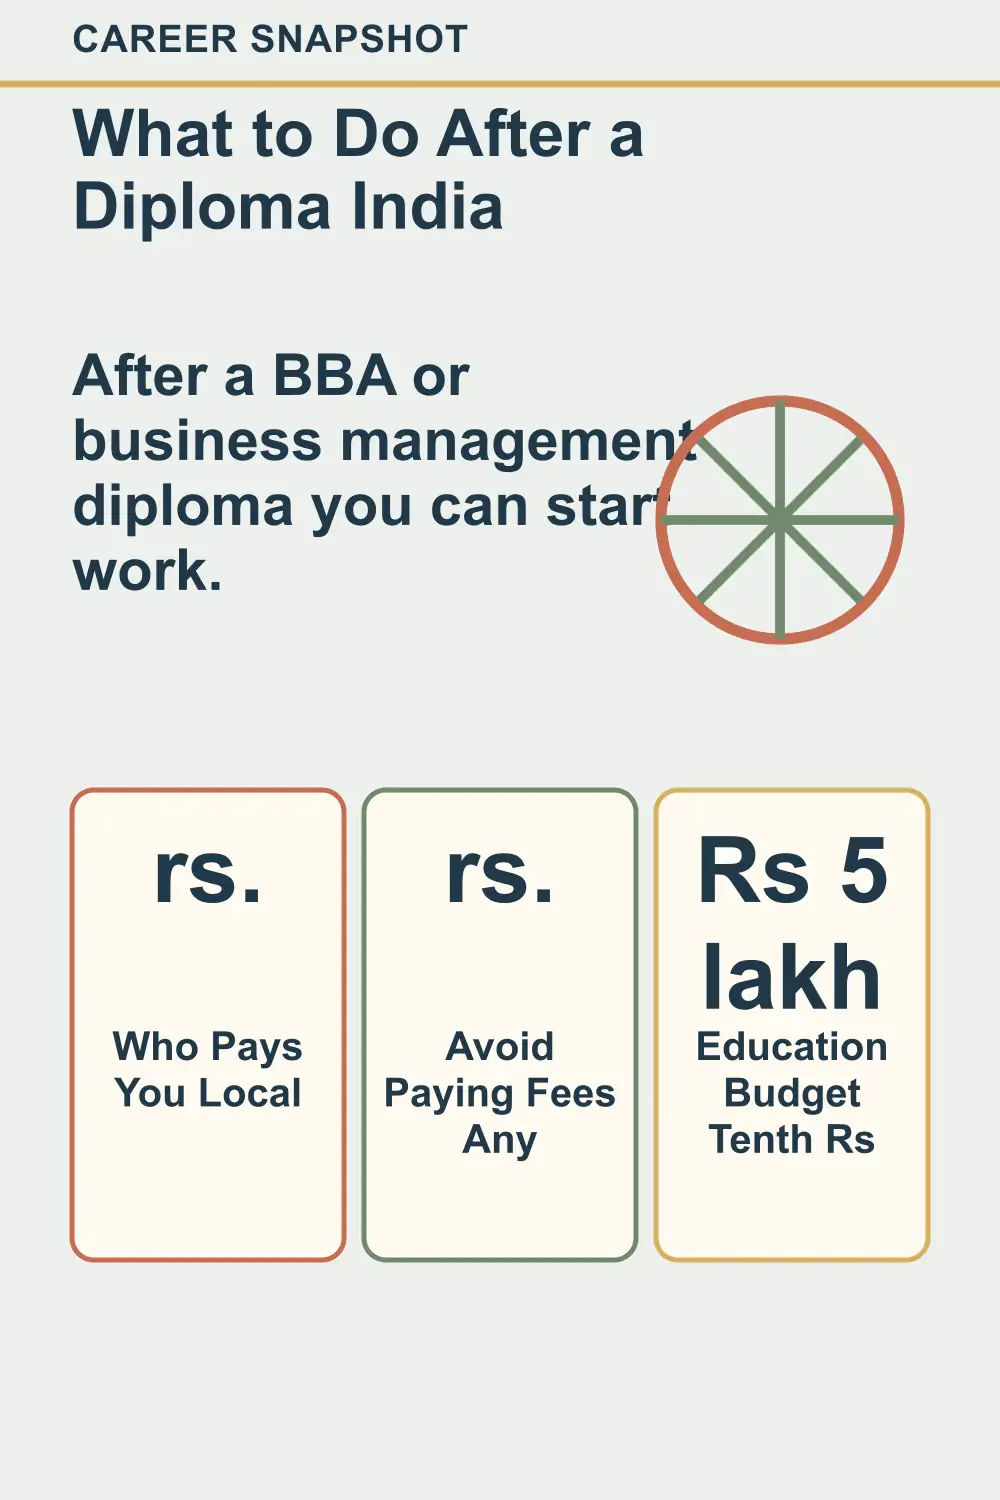 CAREER SNAPSHOT
What to Do After a
Diploma India
After a BBA or
business management
diploma you can start
work.
rs.
Who Pays
You Local
rs.
Avoid
Paying Fees
Any
Rs 5
lakh
Education
Budget
Tenth Rs